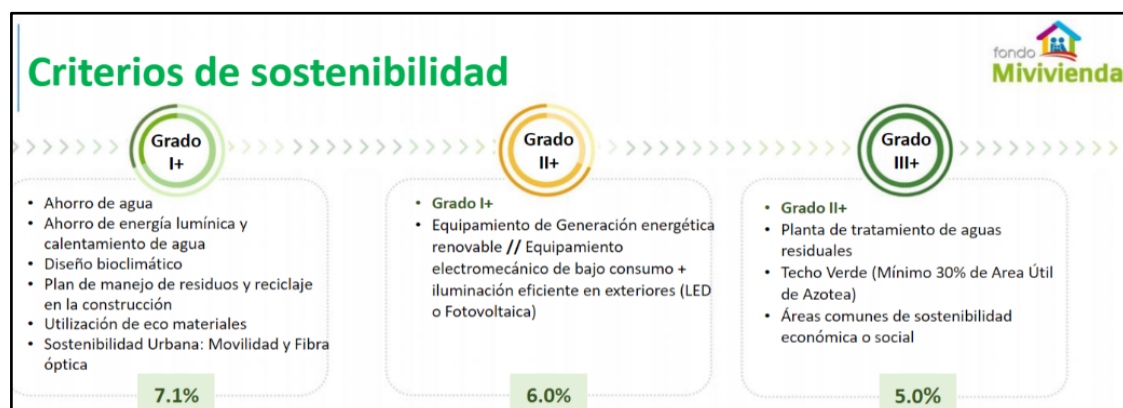 Criterios de sostenibilidad
fondo
Mivivienda
Grado
I+
Ahorro de agua
Ahorro de energía lumínica y
calentamiento de agua
Diseño bioclimático
Plan de manejo de residuos y reciclaje
en la construcción
Utilización de eco materiales
Sostenibilidad Urbana: Movilidad y Fibra
óptica
7.1%
Grado
II+
Grado I+
Equipamiento de Generación energética
renovable // Equipamiento
electromecánico de bajo consumo +
iluminación eficiente en exteriores (LED
o Fotovoltaica)
6.0%
Grado
III+
Grado II+
Planta de tratamiento de aguas
residuales
Techo Verde (Mínimo 30% de Area Útil
de Azotea)
Áreas comunes de sostenibilidad
económica o social
5.0%